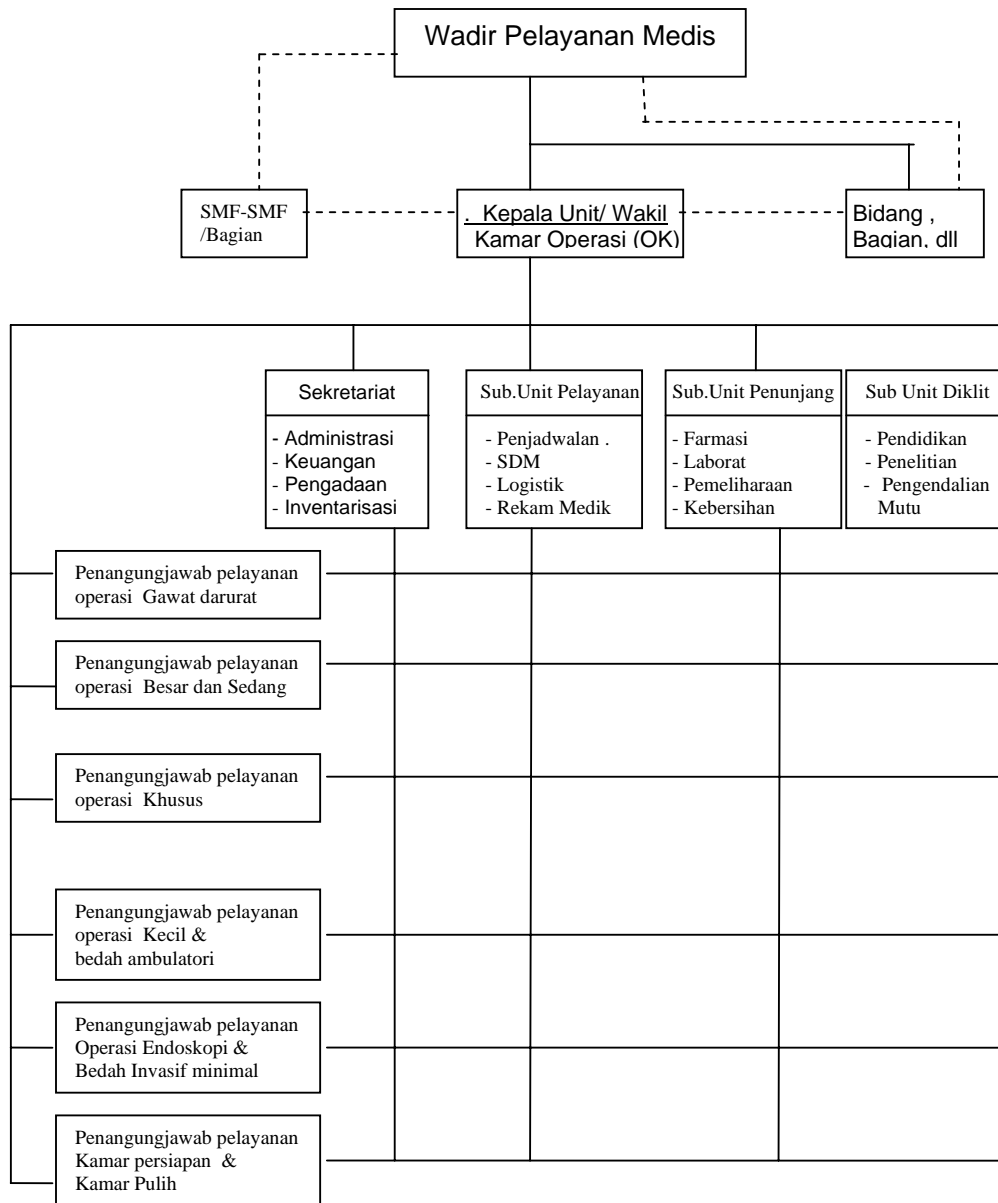 Wadir Pelayanan Medis
SMF-SMF
/Bagian
. Kepala Unit/ Wakil
Kamar Operasi (OK)
Bidang ,
Bagian, dll
Sekretariat
- Administrasi
- Keuangan
- Pengadaan
- Inventarisasi
Sub.Unit Pelayanan
- Penjadwalan .
- SDM
- Logistik
- Rekam Medik
Sub.Unit Penunjang
- Farmasi
- Laborat
- Pemeliharaan
- Kebersihan
Sub Unit Diklit
- Pendidikan
- Penelitian
- Pengendalian
Mutu
Penangungjawab pelayanan
operasi Gawat darurat
Penangungjawab pelayanan
operasi Besar dan Sedang
Penangungjawab pelayanan
operasi Khusus
Penangungjawab pelayanan
operasi Kecil &
bedah ambulatori
Penangungjawab pelayanan
Operasi Endoskopi &
Bedah Invasif minimal
Penangungjawab pelayanan
Kamar persiapan &
Kamar Pulih